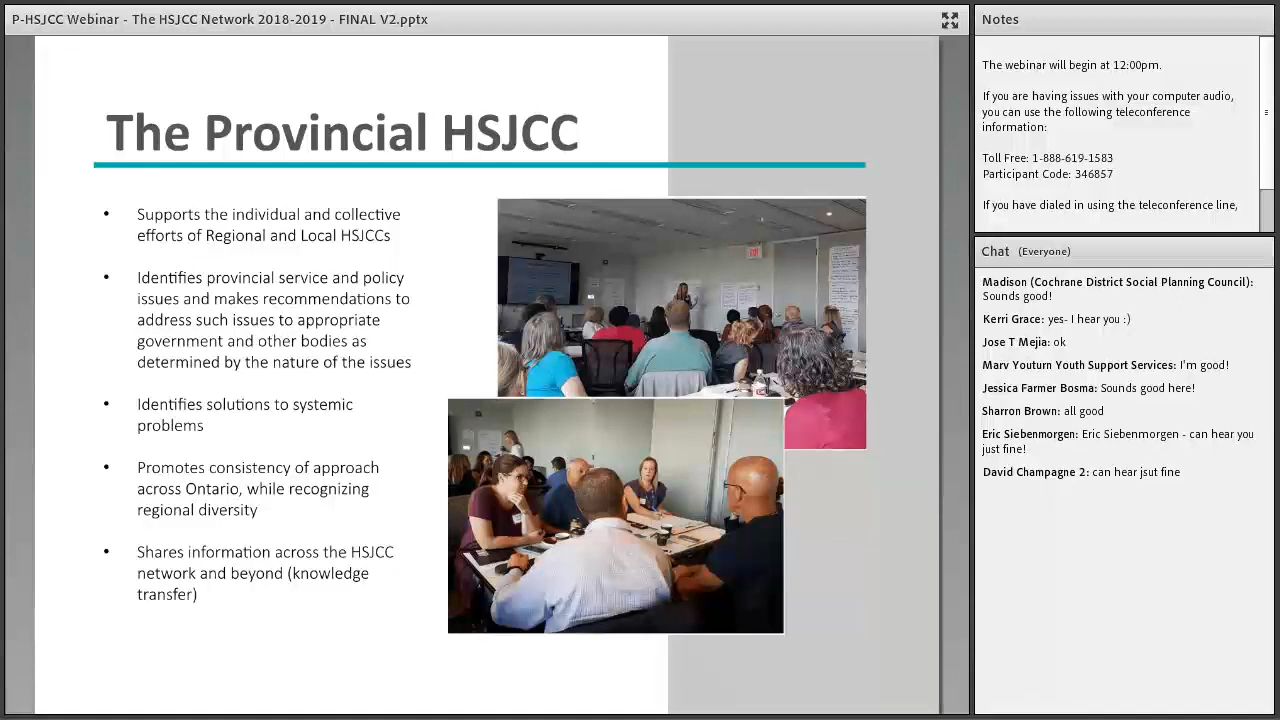 P-HSJCC Webinar - The HSJCC Network 2018-2019 - FINAL V2.pptx
The Provincial HSJCC
• Supports the individual and collective
efforts of Regional and Local HSJCCs
• Identifies provincial service and policy
issues and makes recommendations to
address such issues to appropriate
government and other bodies as
determined by the nature of the issues
• Identifies solutions to systemic
problems
• Promotes consistency of approach
across Ontario, while recognizing
regional diversity
• Shares information across the HSJCC
network and beyond (knowledge
transfer)
Notes
The webinar will begin at 12:00pm.
If you are having issues with your computer audio,
you can use the following teleconference
information:
Toll Free: 1-888-619-1583
Participant Code: 346857
If you have dialed in using the teleconference line,
Chat (Everyone)
Madison (Cochrane District Social Planning Council):
Sounds good!
Kerri Grace: yes- I hear you :)
Jose T Mejia: ok
Marv Youturn Youth Support Services: I'm good!
Jessica Farmer Bosma: Sounds good here!
Sharron Brown: all good
Eric Siebenmorgen: Eric Siebenmorgen - can hear you
just fine!
David Champagne 2: can hear jsut fine